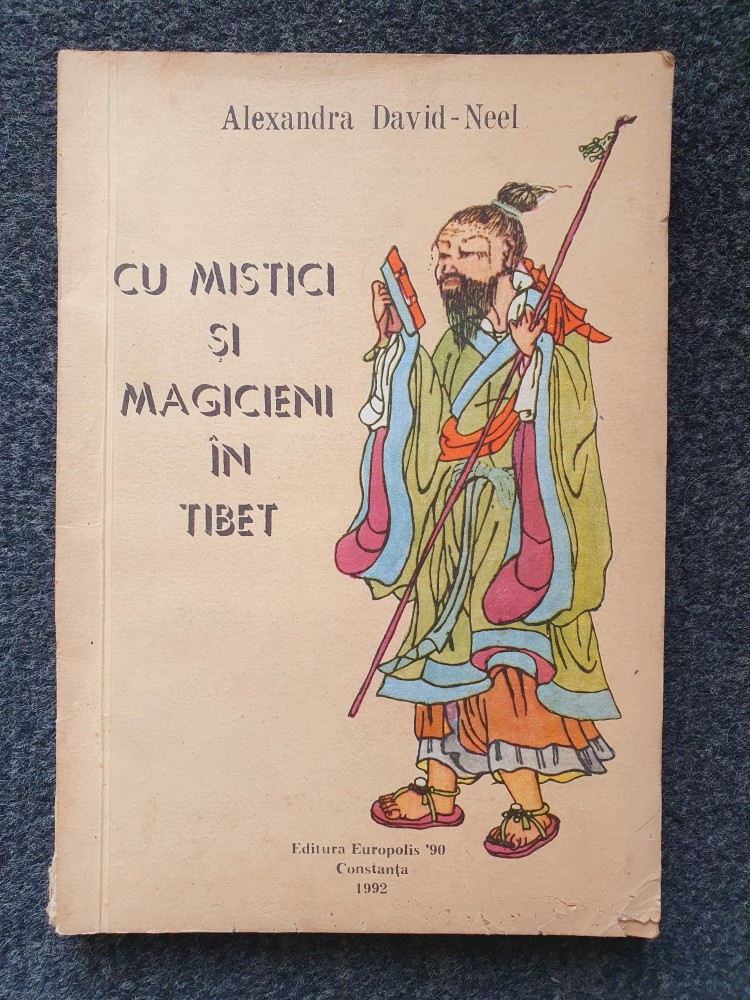 Alexandra David-Neel
CU MISTICI
ȘI
MAGICIENI
ÎN
TIBET
Editura Europolis '90
Constanța
1992